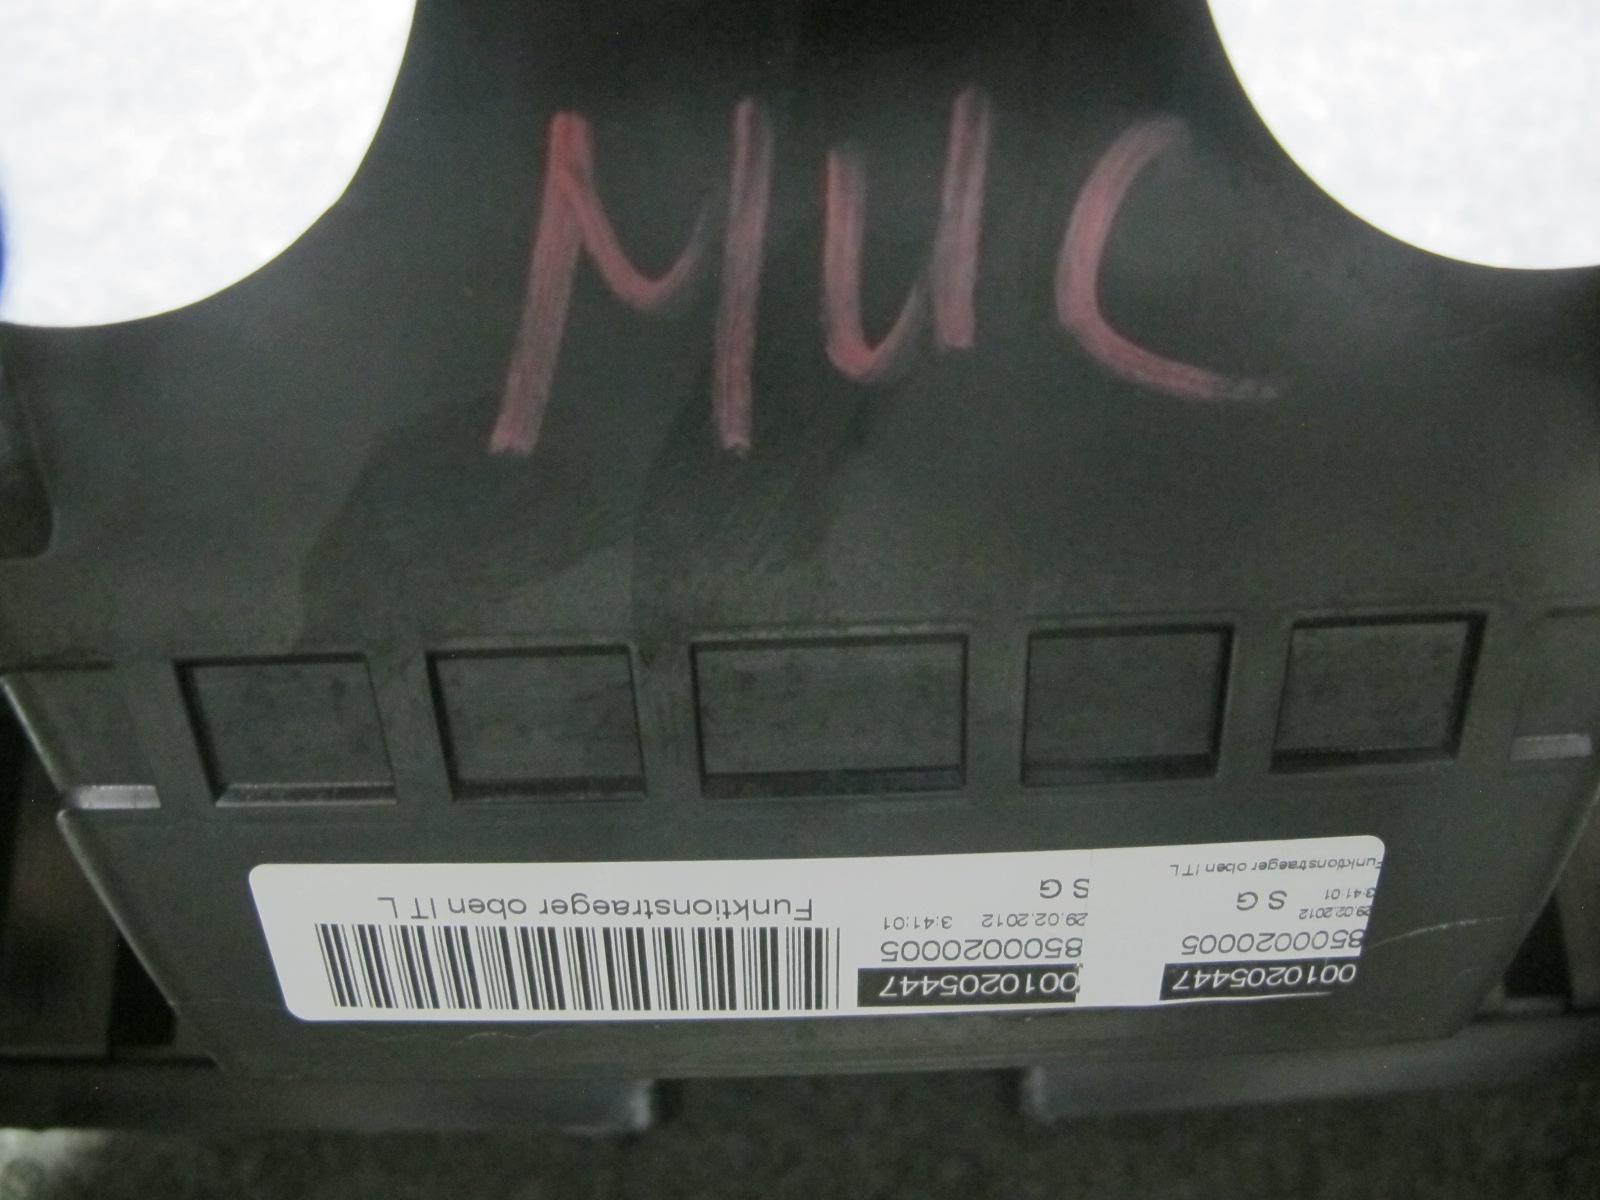 MUC
0010205447
8500020005
29.02.2012 3:41:01
S G
Funktionstraeger oben IT L
0010205447
8500020005
29.02.2012
3:41:01
S G
Funktionstraeger oben IT L